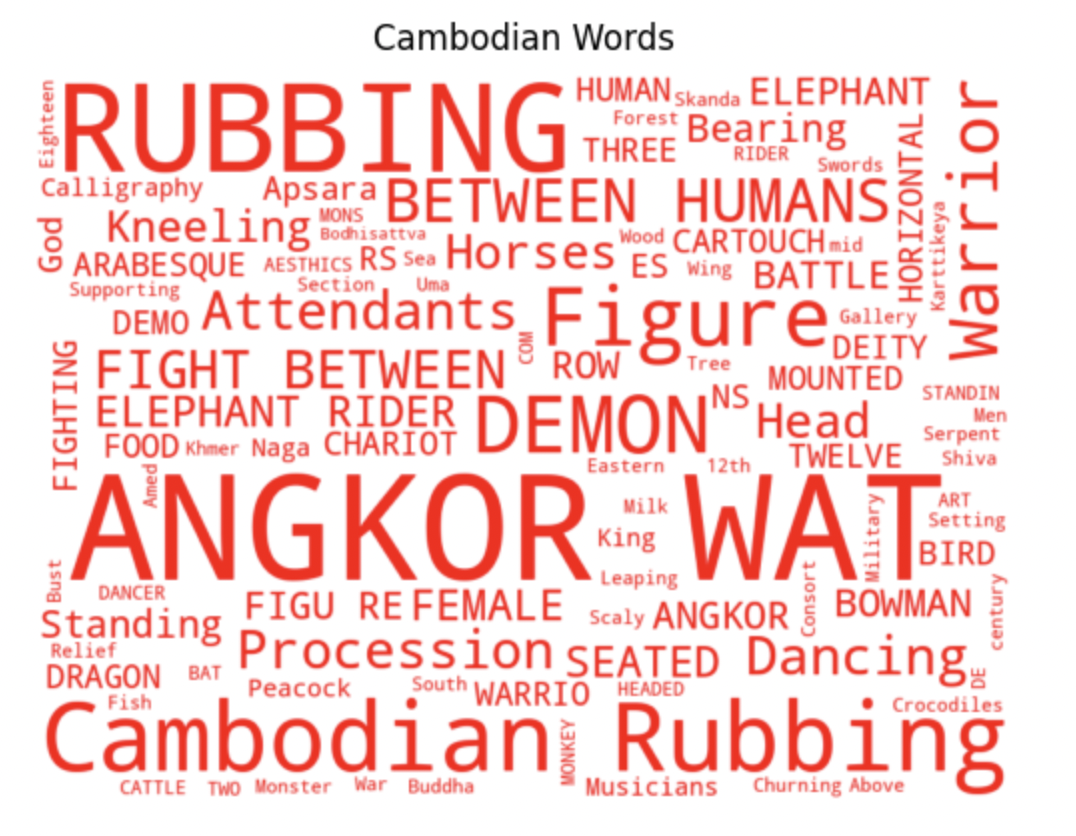 Cambodian Words
Eighteen
RUBBING
HUMAN
Skanda
ELEPHANT
Forest
Bearing
THREE
RIDER
Swords
HORIZONTAL
Warrior
Calligraphy
Apsara
BETWEEN HUMANS
God
Kneeling
MONS
Bodhisattva
Karttikeya
ARABESQUE
AESTHICS
RS
Sea
Horses
Wood
CARTOUCH
mid
ES
Wing
BATTLE
Supporting
Section
Uma
DEMO
Attendants
Figure
Gallery
COM
DEITY
FIGHTING
FIGHT BETWEEN
ROW
Tree
MOUNTED
NS
STANDIN
ELEPHANT RIDER
DEMON
Head
Men
FOOD
Khmer
Naga
CHARIOT
Serpent
TWELVE
Shiva
Eastern
12th
Amed
ANGKOR WAT
Milk
Military
ART
Setting
King
BIRD
Bust
Leaping
Consort
century
DANCER
FIGU RE
FEMALE
Scaly
ANGKOR
BOWMAN
Standing
Relief
Procession
SEATED
Dancing
DRAGON
BAT
Peacock
South
WARRIO
HEADED
DE
Fish
Crocodiles
Cambodian Rubbing
MONKEY
CATTLE
TWO
Monster
War
Buddha
Musicians
Churning
Above